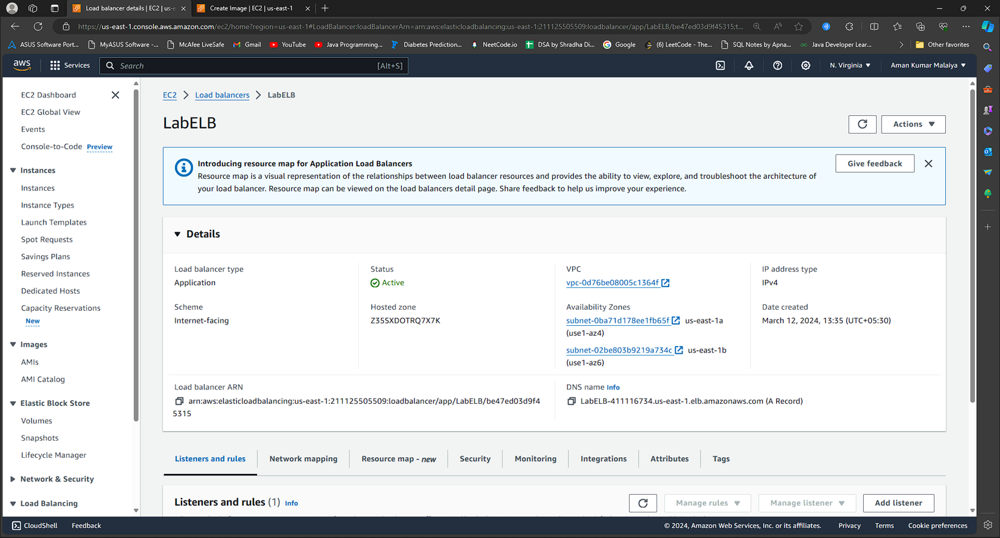 Load balancer details | EC2 | us-e
Create Image | EC2 | us-east-1
https://us-east-1.console.aws.amazon.com/ec2/home?region=us-east-1#LoadBalancer:loadBalancerArn=arn:aws:elasticloadbalancing:us-east-1:211125505509:loadbalancer/app/LabELB/be47ed03d9f45315;t...
ASUS Software Port...
MyASUS Software -...
McAfee LiveSafe
Gmail
YouTube
Java Programming...
Diabetes Prediction...
NeetCode.io
DSA by Shradha Di...
Google
(6) LeetCode - The...
SQL Notes by Apna...
Java Developer Lear...
Other favorites
aws
Services
Search
[Alt+S]
N. Virginia
Aman Kumar Malaiya
EC2 Dashboard
EC2 Global View
Events
Console-to-Code Preview
Instances
Instances
Instance Types
Launch Templates
Spot Requests
Savings Plans
Reserved Instances
Dedicated Hosts
Capacity Reservations
New
Images
AMIs
AMI Catalog
Elastic Block Store
Volumes
Snapshots
Lifecycle Manager
Network & Security
Load Balancing
EC2
Load balancers
LabELB
LabELB
Actions
Introducing resource map for Application Load Balancers
Resource map is a visual representation of the relationships between load balancer resources and provides the ability to view, explore, and troubleshoot the architecture of
your load balancer. Resource map can be viewed on the load balancers detail page. Share feedback to help us improve your experience.
Give feedback
Details
Load balancer type
Application
Status
Active
VPC
vpc-0d76be08005c1364f
IP address type
IPv4
Scheme
Internet-facing
Hosted zone
Z35SXDOTRQ7X7K
Availability Zones
subnet-0ba71d178ee1fb65f us-east-1a
(use1-az4)
subnet-02be803b9219a734c us-east-1b
(use1-az6)
Date created
March 12, 2024, 13:35 (UTC+05:30)
Load balancer ARN
arn:aws:elasticloadbalancing:us-east-1:211125505509:loadbalancer/app/LabELB/be47ed03d9f4
5315
DNS name Info
LabELB-411116734.us-east-1.elb.amazonaws.com (A Record)
Listeners and rules
Network mapping
Resource map - new
Security
Monitoring
Integrations
Attributes
Tags
Listeners and rules (1) Info
Manage rules
Manage listener
Add listener
CloudShell
Feedback
© 2024, Amazon Web Services, Inc. or its affiliates.
Privacy
Terms
Cookie preferences